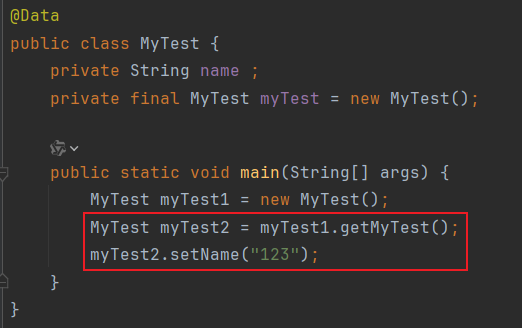 @Data
public class MyTest {
private String name ;
private final MyTest myTest = new MyTest();
public static void main(String[] args) {
MyTest myTest1 = new MyTest();
MyTest myTest2 = myTest1.getMyTest();
myTest2.setName("123");
}
}